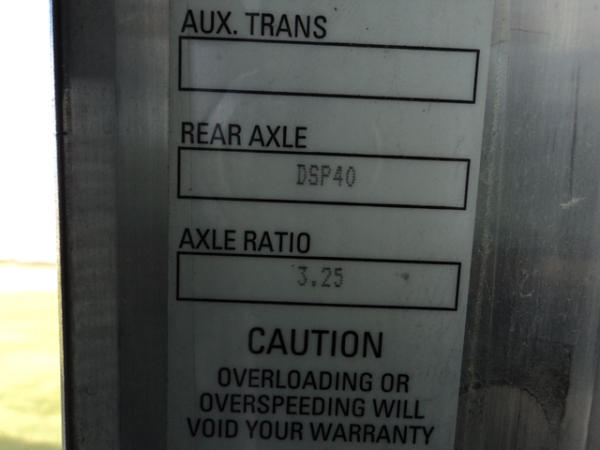 AUX. TRANS
REAR AXLE
DSP40
AXLE RATIO
3.25
CAUTION
OVERLOADING OR
OVERSPEEDING WILL
VOID YOUR WARRANTY